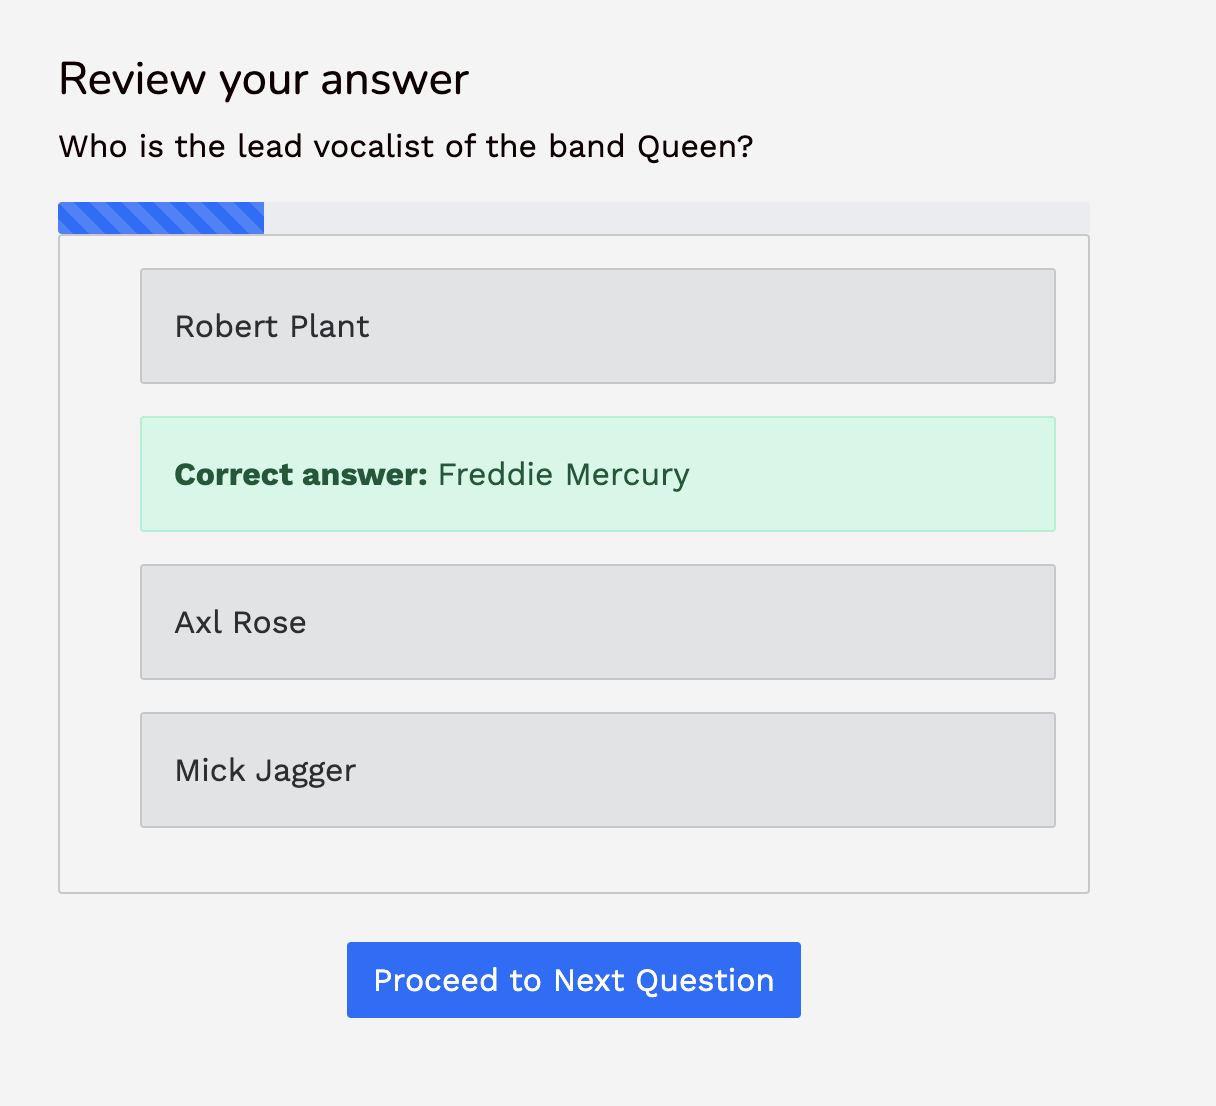 Review your answer
Who is the lead vocalist of the band Queen?
Robert Plant
Correct answer: Freddie Mercury
Axl Rose
Mick Jagger
Proceed to Next Question